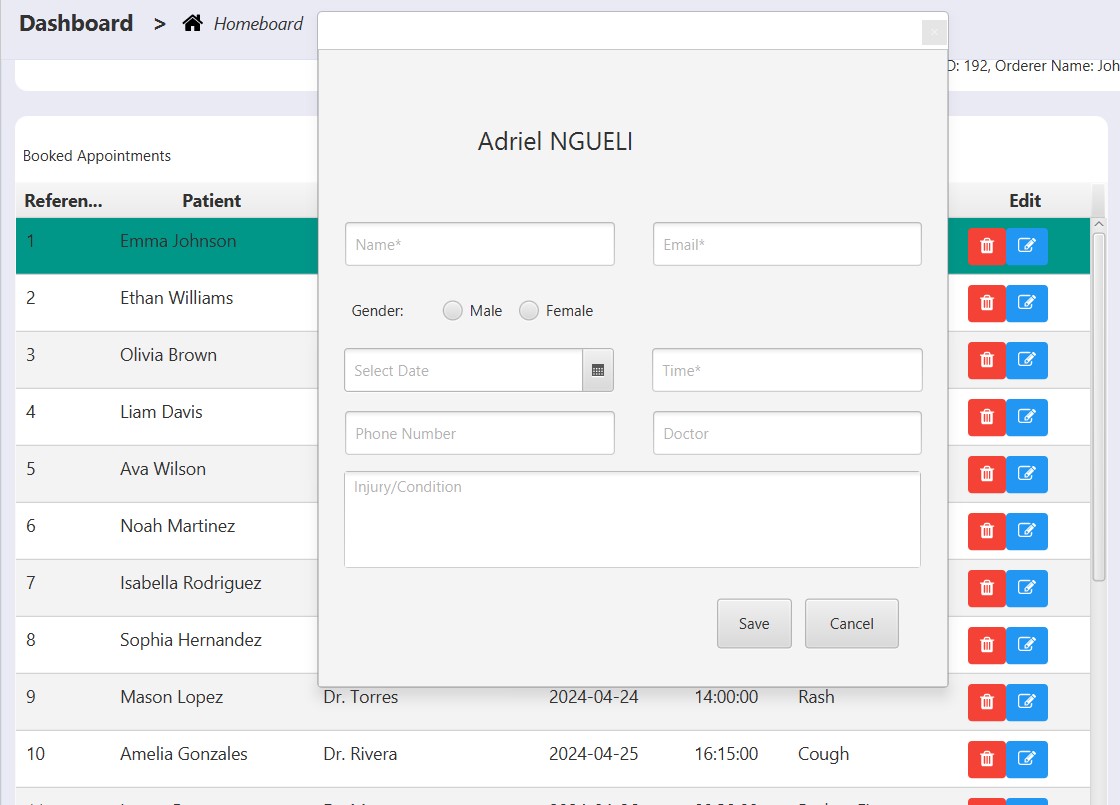 Dashboard > Homeboard
D: 192, Orderer Name: Joh
Adriel NGUELI
Booked Appointments
Referen... Patient Edit
1 Emma Johnson
Name* Email*
2 Ethan Williams
Gender: Male Female
3 Olivia Brown
Select Date Time*
4 Liam Davis
Phone Number Doctor
5 Ava Wilson
Injury/Condition
6 Noah Martinez
7 Isabella Rodriguez
Save Cancel
8 Sophia Hernandez
9 Mason Lopez Dr. Torres 2024-04-24 14:00:00 Rash
10 Amelia Gonzales Dr. Rivera 2024-04-25 16:15:00 Cough